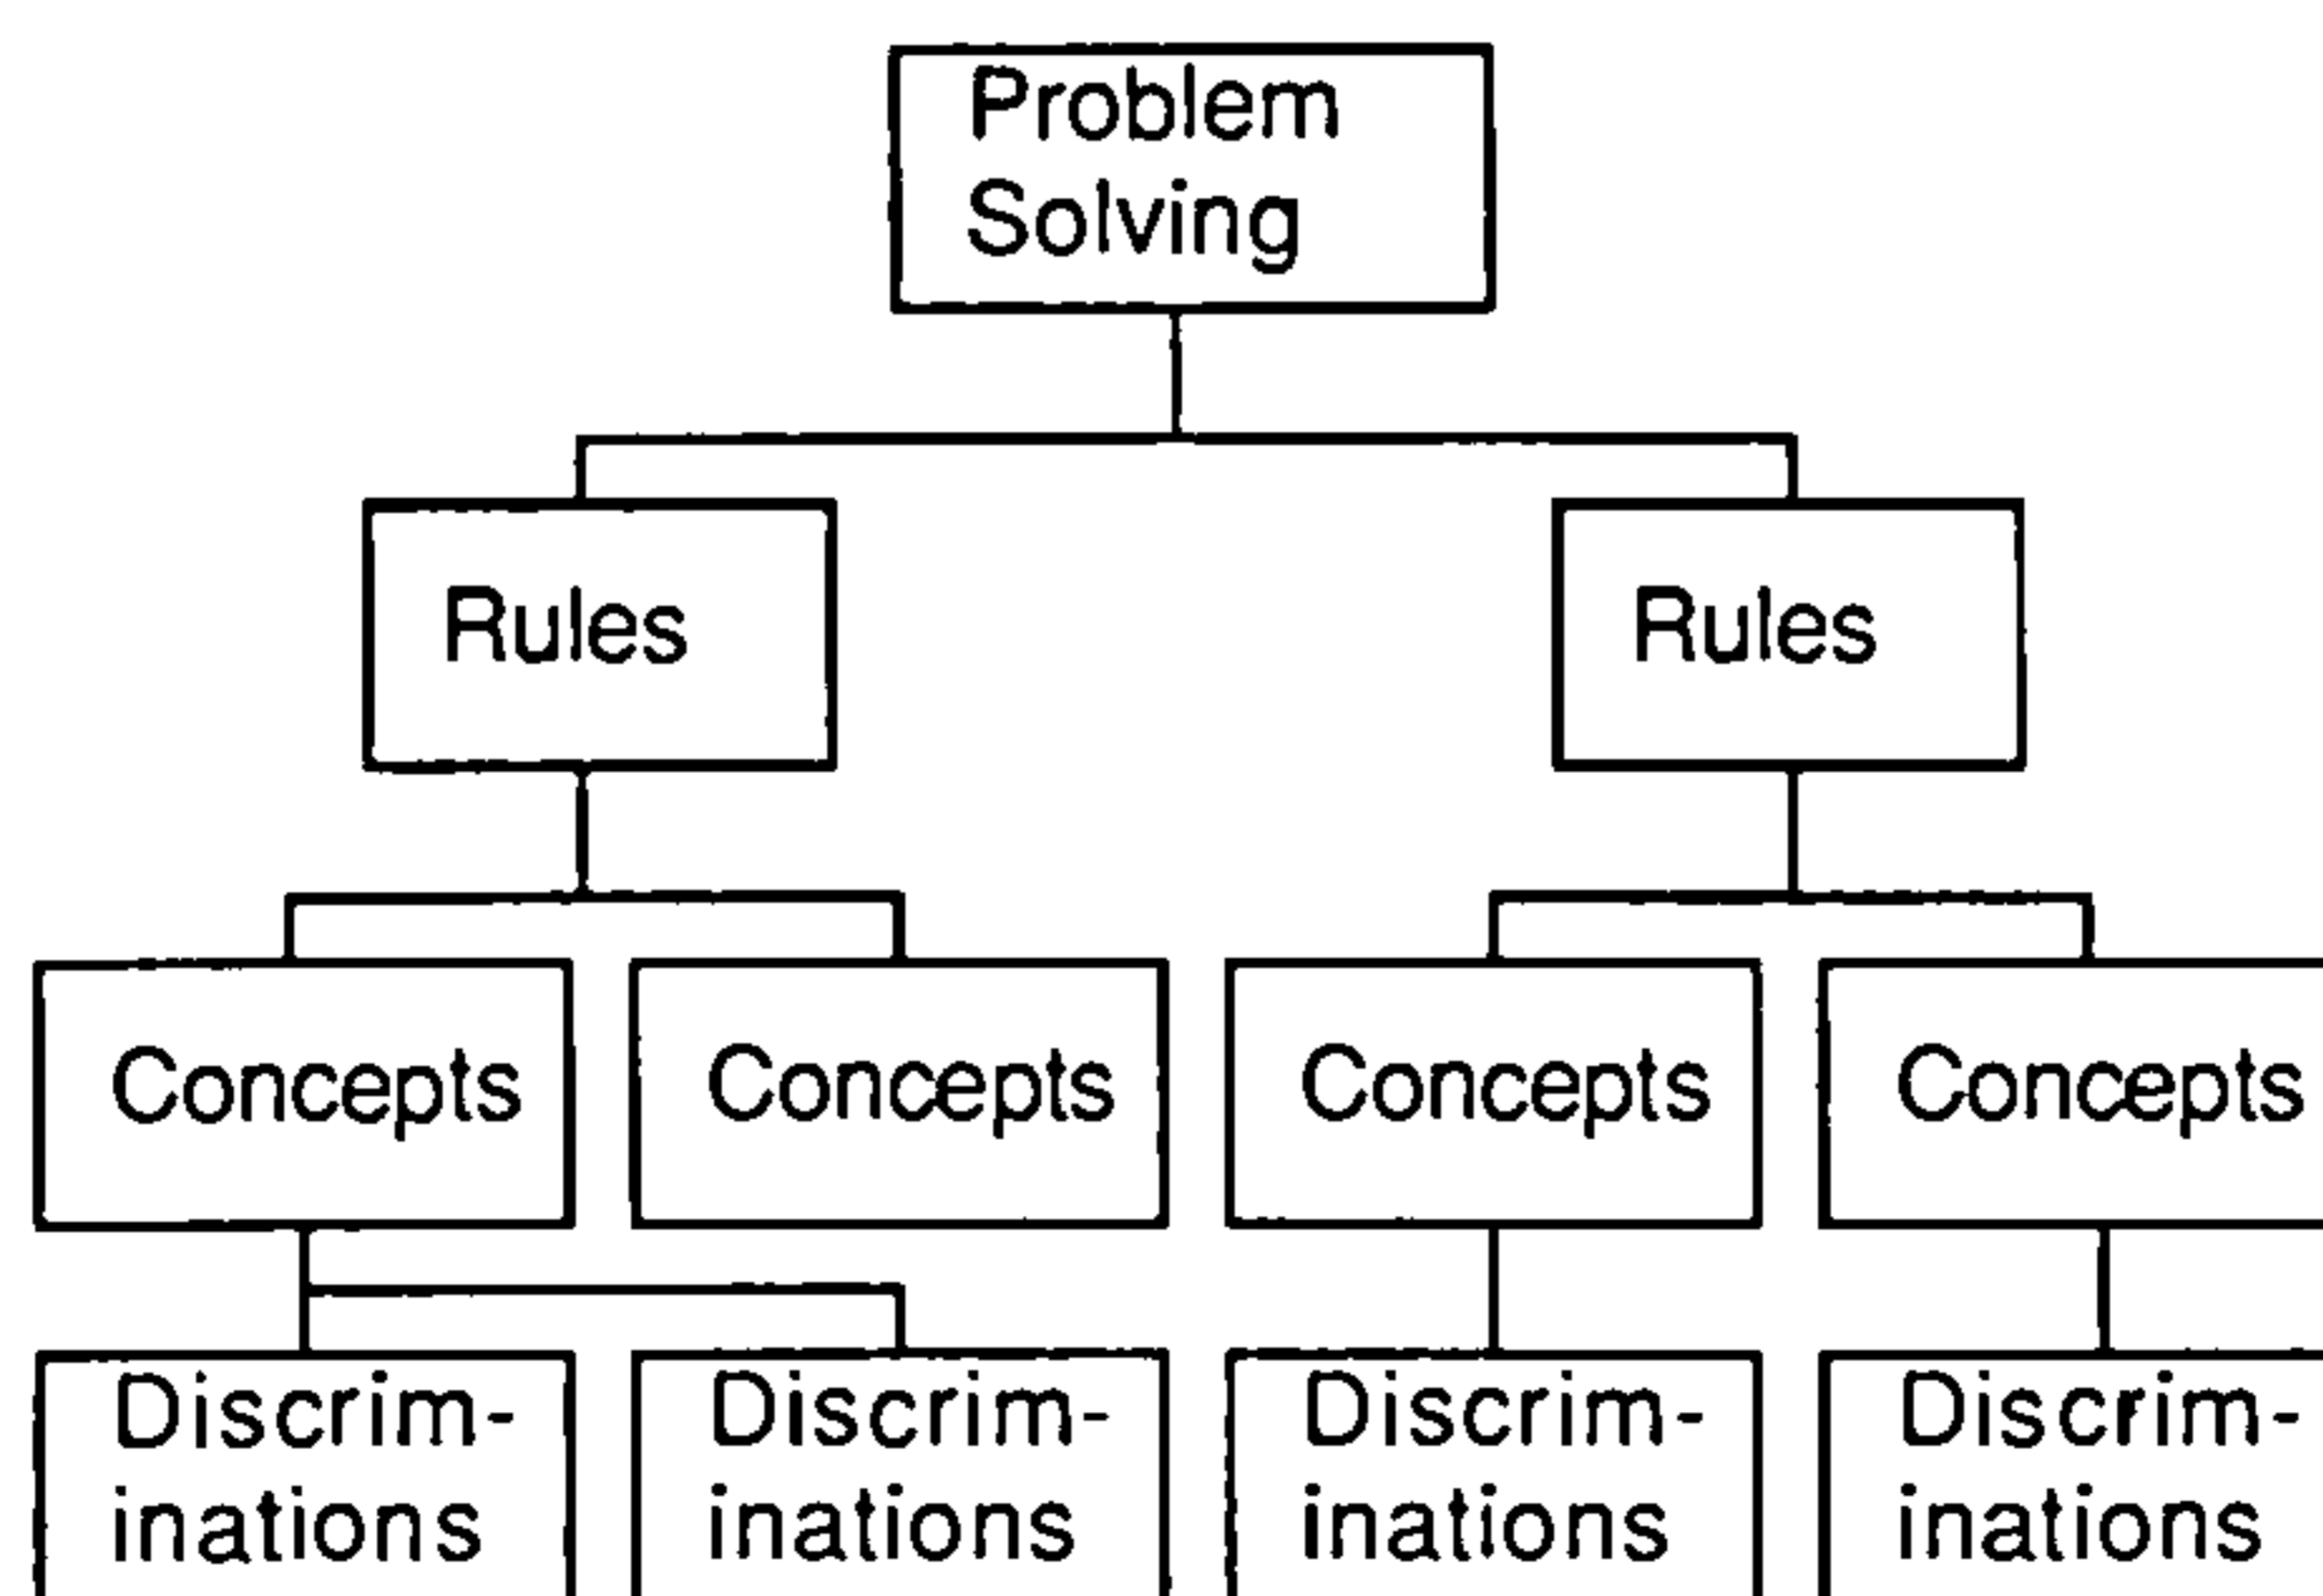 Problem
Solving
Rules
Rules
Concepts
Concepts
Concepts
Concepts
Discrim-
inations
Discrim-
inations
Discrim-
inations
Discrim-
inations